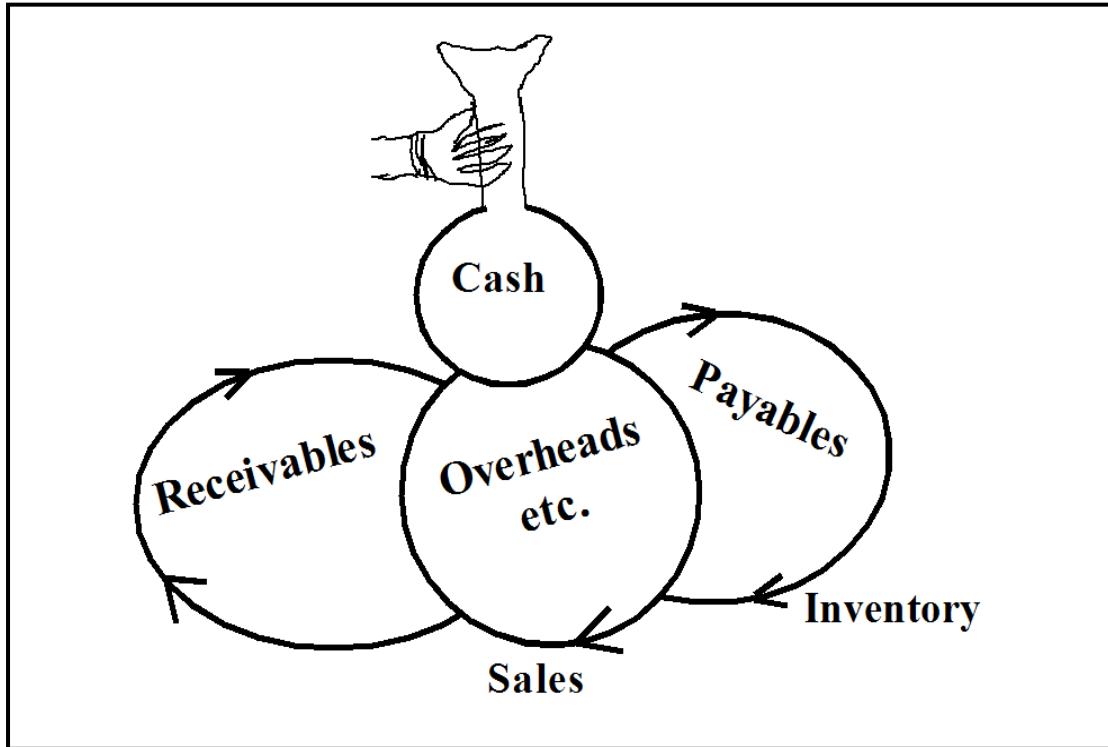 Cash
Payables
Receivables
Overheads
etc.
Inventory
Sales